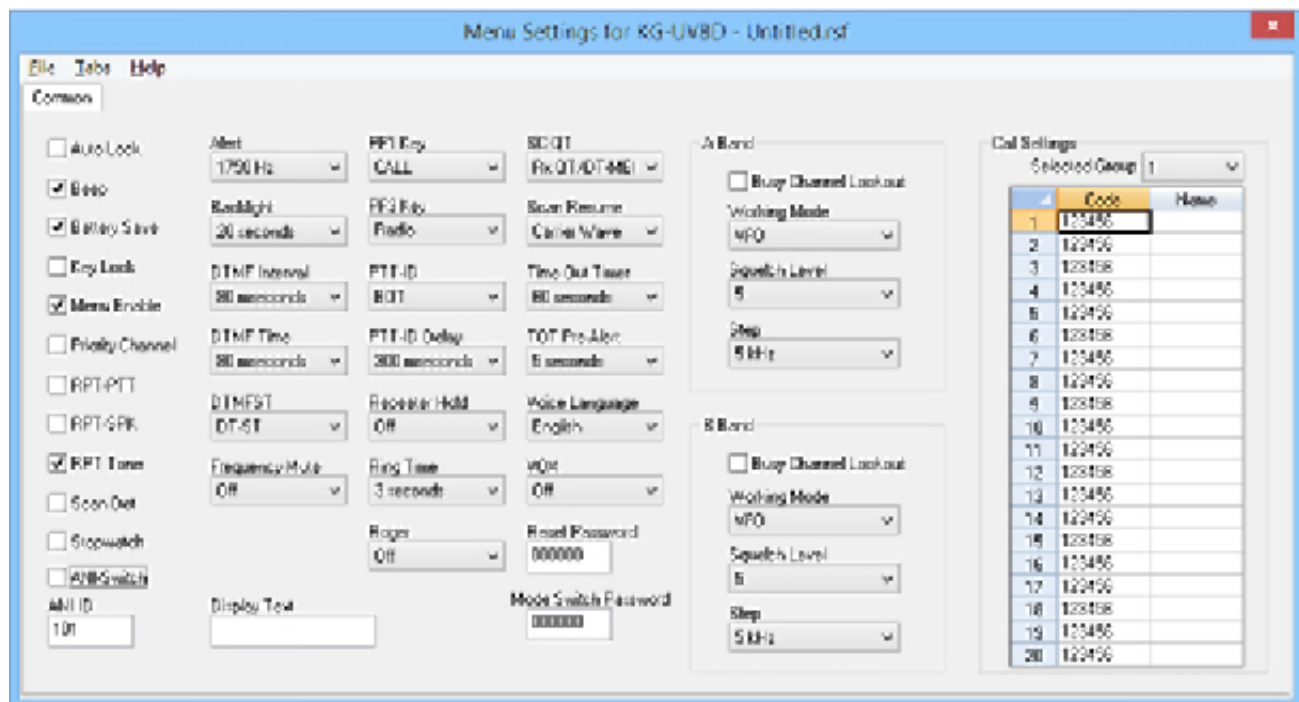 Menu Settings for KG-UV8D - Untitled.rsf
File Tabs Help
Common
Auto Lock
Beep
Battery Save
Key Lock
Menu Enable
Priority Channel
RPT-PTT
RPT-SPK
RPT Tone
Scan Det
Stopwatch
ANI-Switch
ANI ID
101
Alert
1750 Hz
Backlight
20 seconds
DTMF Interval
80 mseconds
DTMF Time
80 mseconds
DTMFST
DT-ST
Frequency Mute
Off
Display Text
PF1 Key
CALL
PF2 Key
Radio
PTT-ID
BOT
PTT-ID Delay
300 mseconds
Repeater Hold
Off
Ring Time
3 seconds
Roger
Off
SC QT
Rx QT/DT-MEI
Scan Resume
Carrier Wave
Time Out Timer
60 seconds
TOT Pre-Alert
5 seconds
Voice Language
English
VOX
Off
Reset Password
000000
Mode Switch Password
000000
A Band
Busy Channel Lockout
Working Mode
VFO
Squelch Level
5
Step
5 kHz
B Band
Busy Channel Lockout
Working Mode
VFO
Squelch Level
5
Step
5 kHz
Call Settings
Selected Group 1
Code Name
1 123456
2 123456
3 123456
4 123456
5 123456
6 123456
7 123456
8 123456
9 123456
10 123456
11 123456
12 123456
13 123456
14 123456
15 123456
16 123456
17 123456
18 123456
19 123456
20 123456